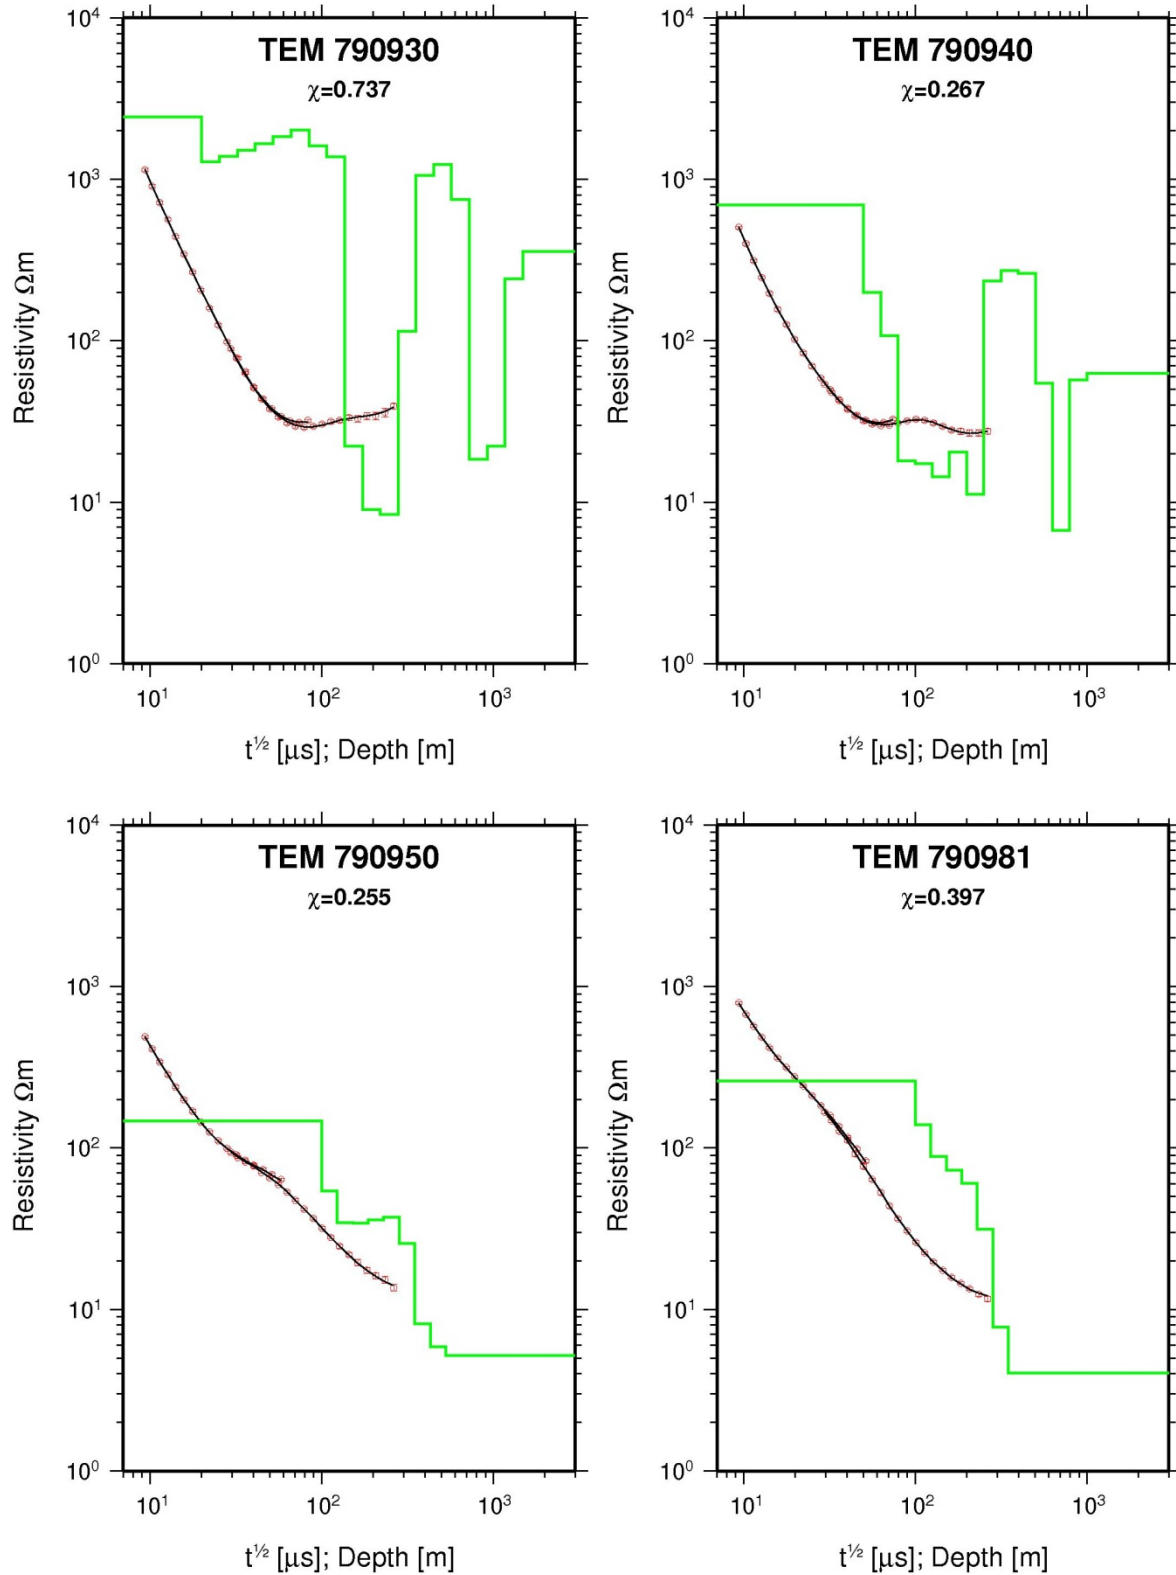 TEM 790930
χ=0.737
10⁴
10³
10²
10¹
10⁰
Resistivity Ωm
10¹ 10² 10³
t½ [μs]; Depth [m]
TEM 790940
χ=0.267
10⁴
10³
10²
10¹
10⁰
Resistivity Ωm
10¹ 10² 10³
t½ [μs]; Depth [m]
TEM 790950
χ=0.255
10⁴
10³
10²
10¹
10⁰
Resistivity Ωm
10¹ 10² 10³
t½ [μs]; Depth [m]
TEM 790981
χ=0.397
10⁴
10³
10²
10¹
10⁰
Resistivity Ωm
10¹ 10² 10³
t½ [μs]; Depth [m]